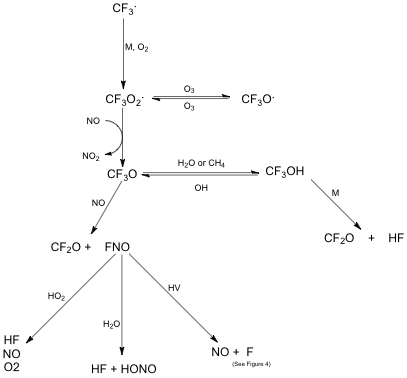 CF3·
M, O2
CF3O2·
O3
O3
CF3O·
NO
NO2
CF3O
H2O or CH4
OH
CF3OH
NO
M
CF2O + FNO
CF2O + HF
HO2
H2O
HV
HF
NO
O2
HF + HONO
NO + F
(See Figure 4)